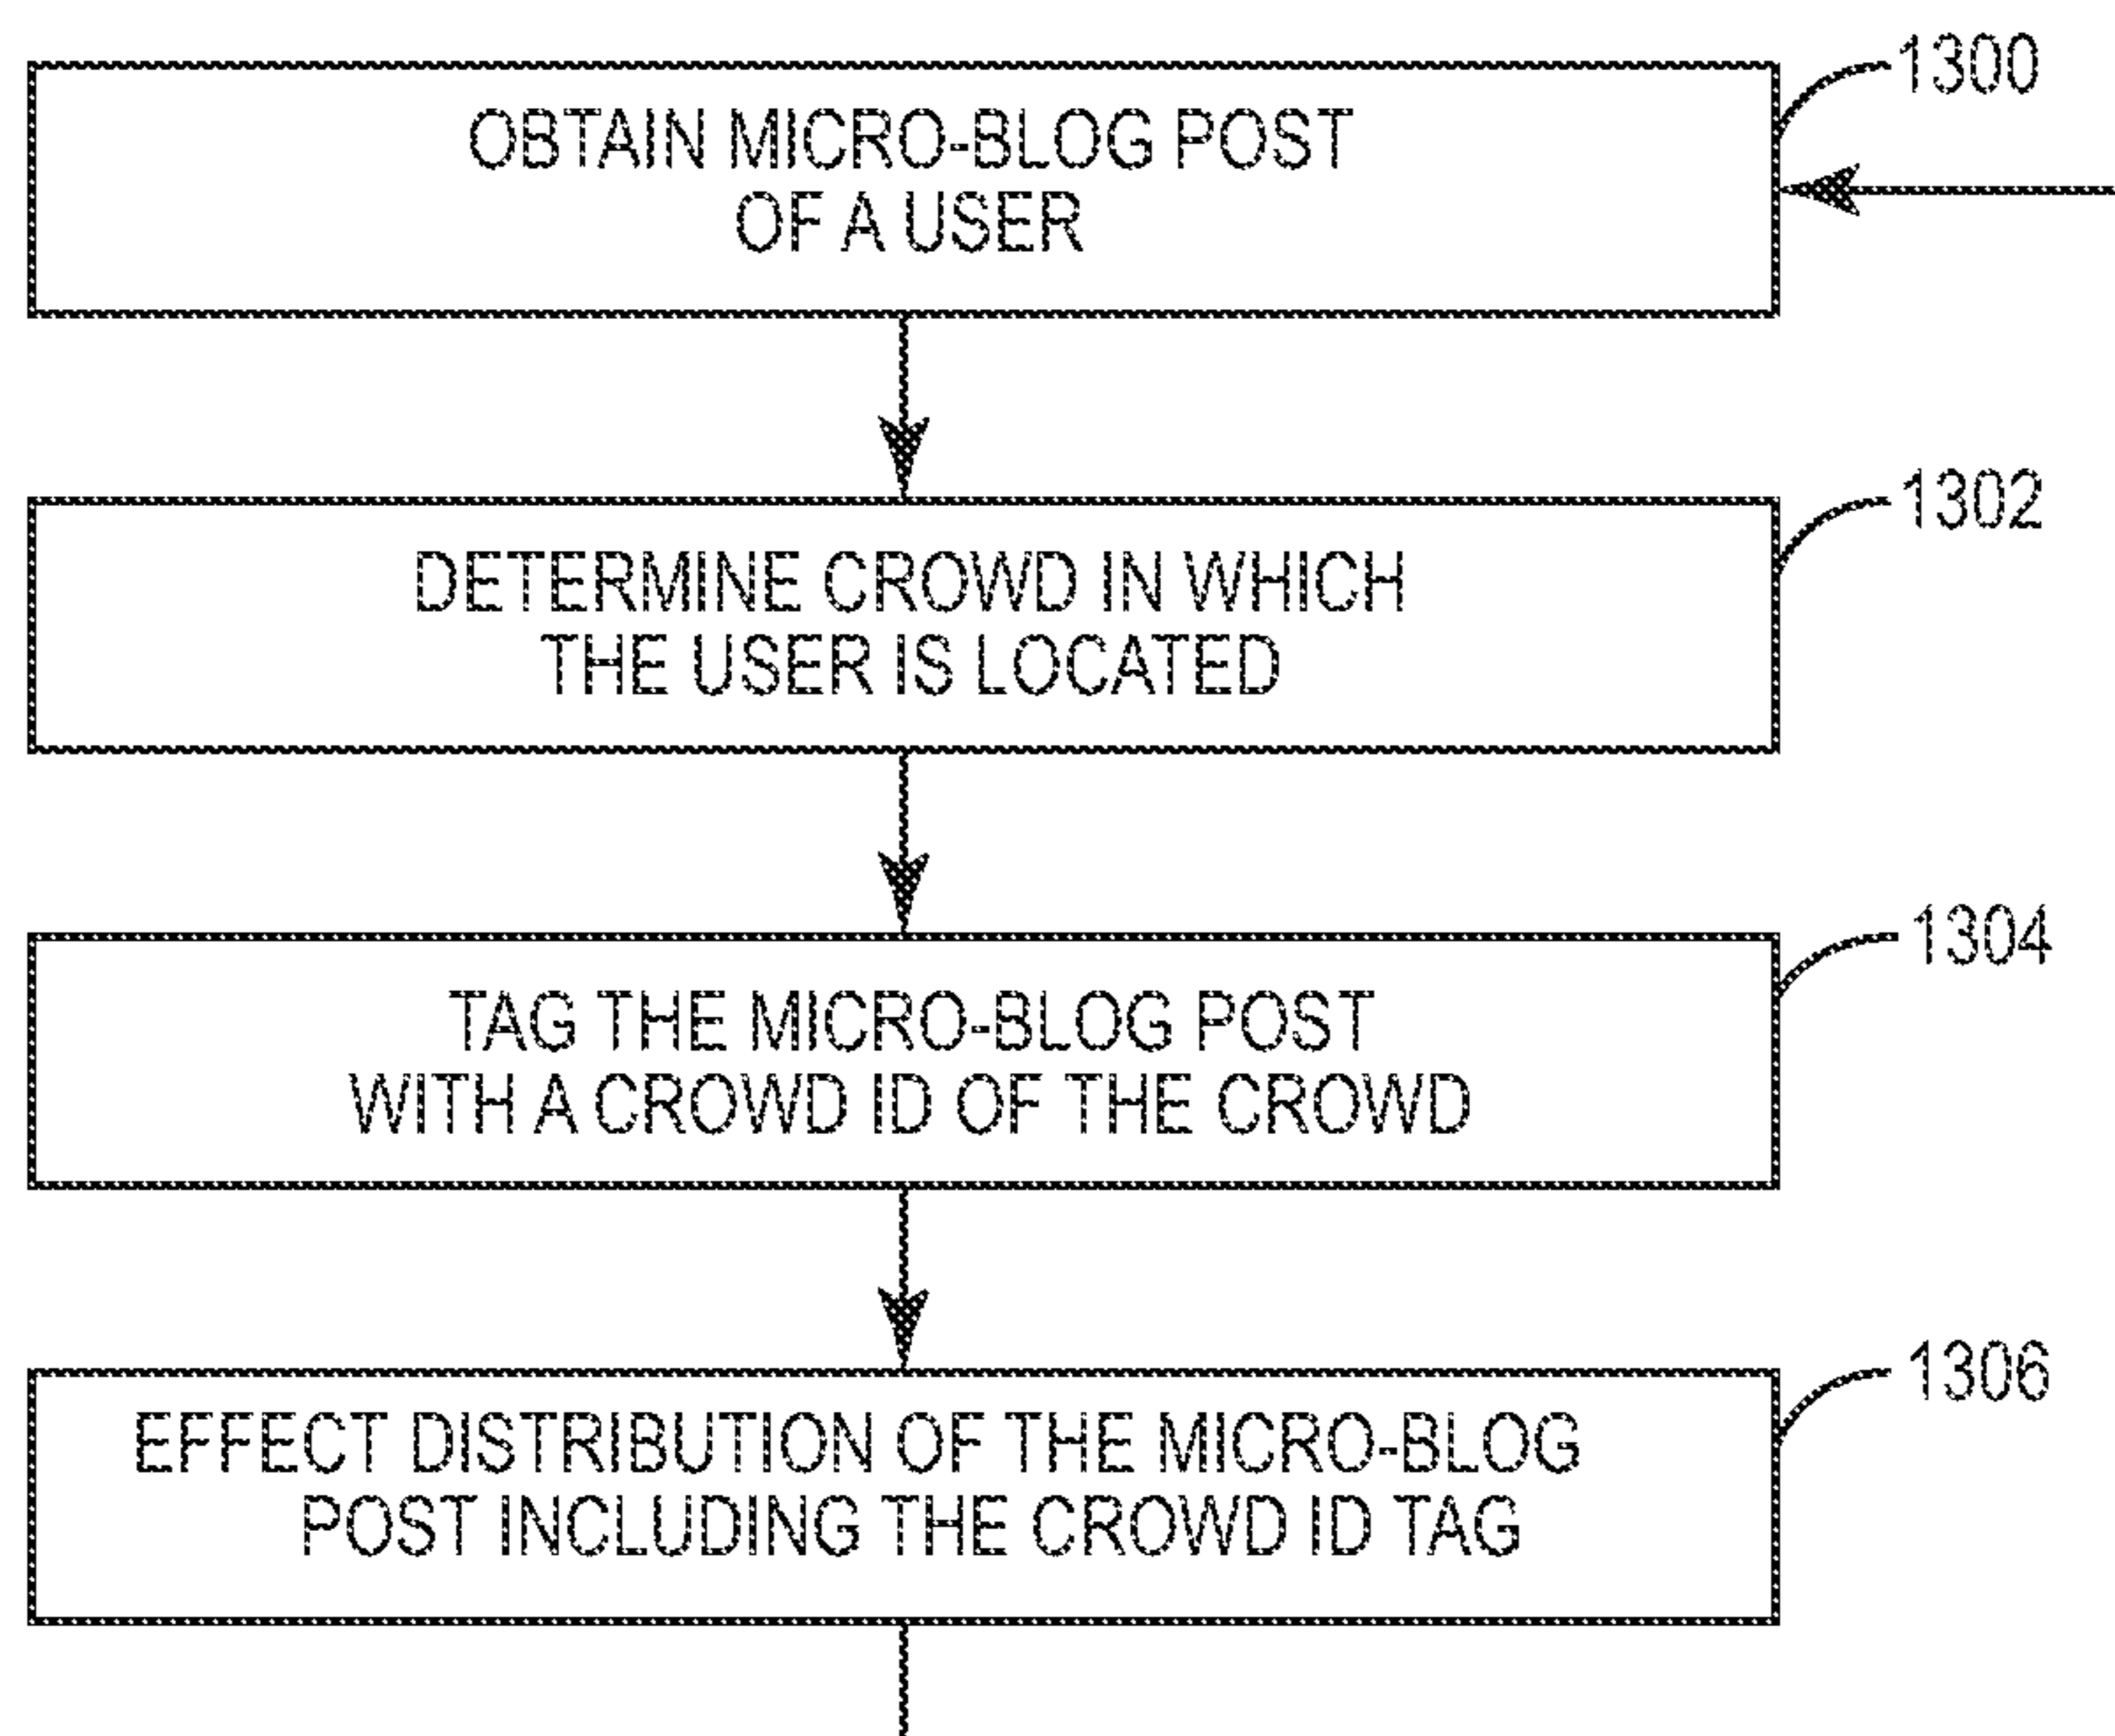 1300
OBTAIN MICRO-BLOG POST
OF A USER
1302
DETERMINE CROWD IN WHICH
THE USER IS LOCATED
1304
TAG THE MICRO-BLOG POST
WITH A CROWD ID OF THE CROWD
1306
EFFECT DISTRIBUTION OF THE MICRO-BLOG
POST INCLUDING THE CROWD ID TAG